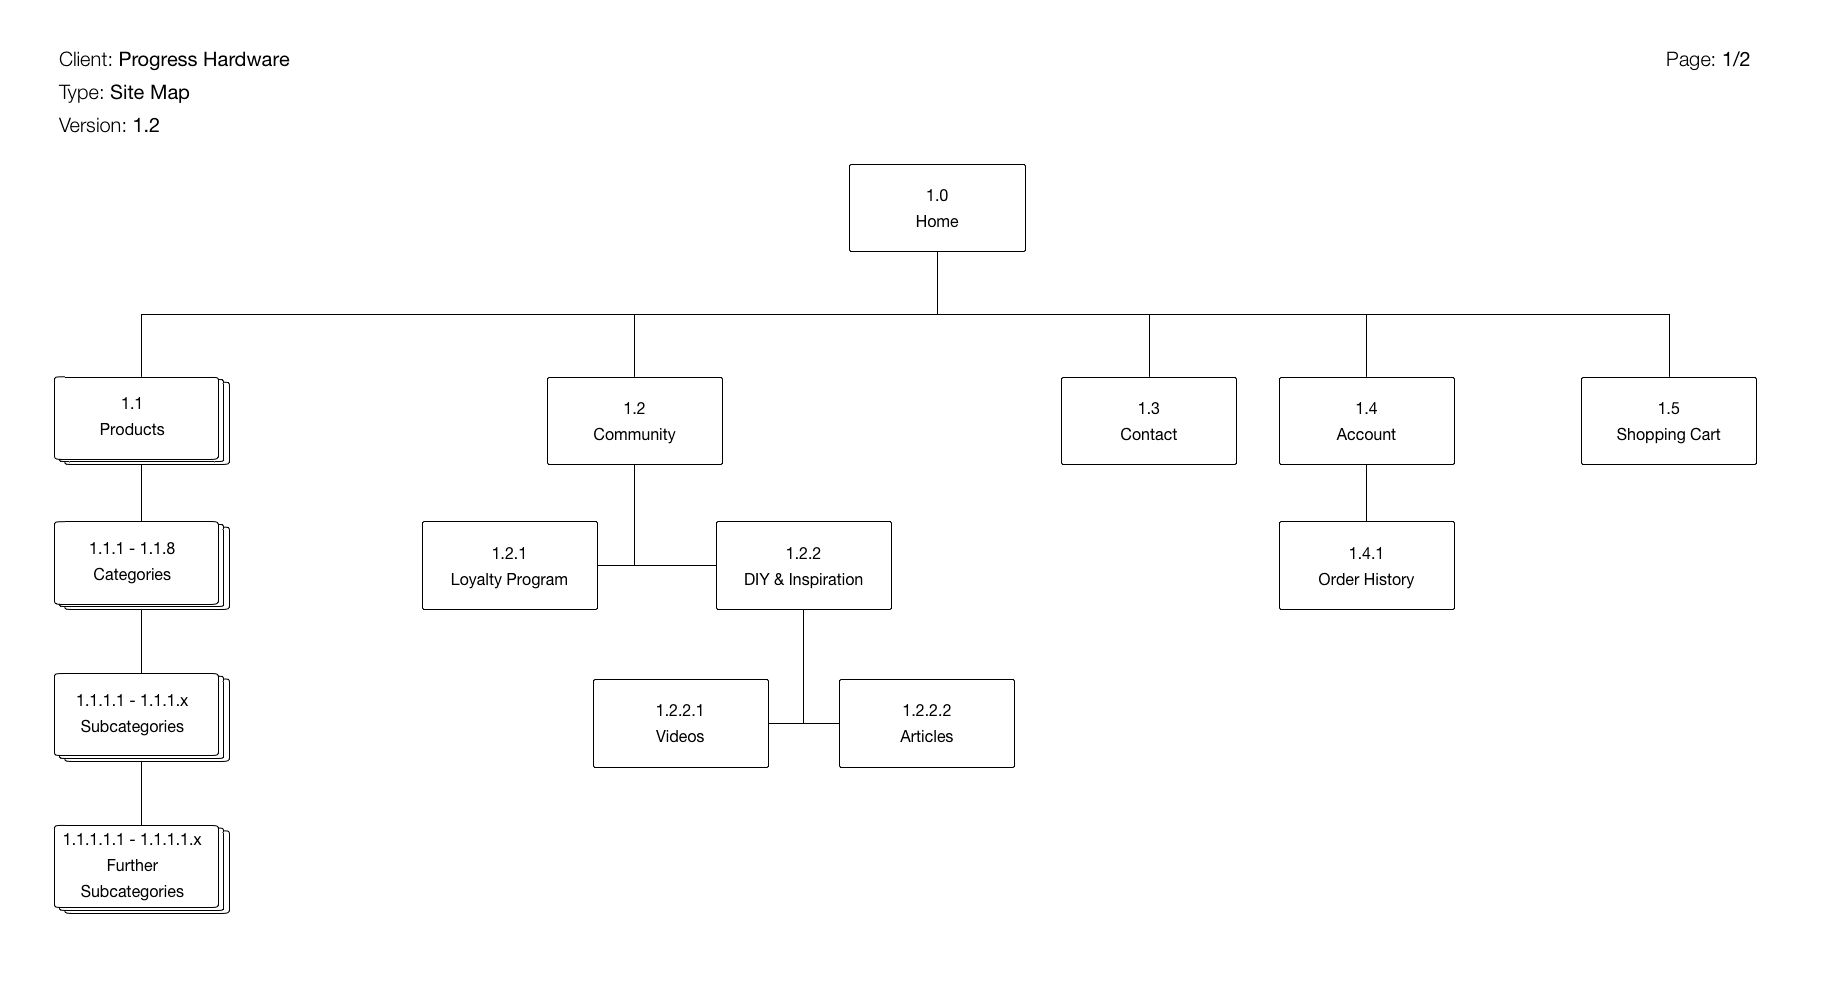 Client: Progress Hardware
Page: 1/2
Type: Site Map
Version: 1.2
1.0
Home
1.1
Products
1.2
Community
1.3
Contact
1.4
Account
1.5
Shopping Cart
1.1.1 - 1.1.8
Categories
1.2.1
Loyalty Program
1.2.2
DIY & Inspiration
1.4.1
Order History
1.1.1.1 - 1.1.1.x
Subcategories
1.2.2.1
Videos
1.2.2.2
Articles
1.1.1.1.1 - 1.1.1.1.x
Further
Subcategories